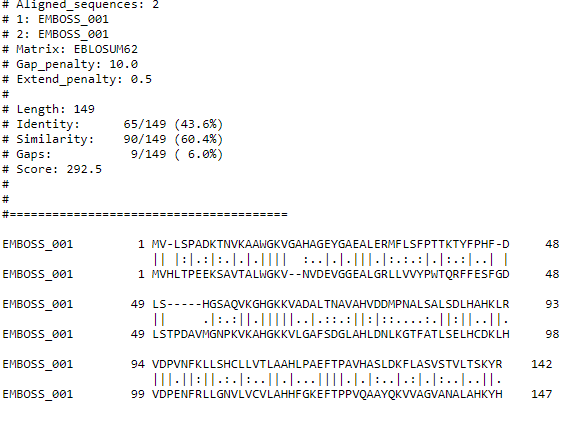 # Aligned_sequences: 2
# 1: EMBOSS_001
# 2: EMBOSS_001
# Matrix: EBLOSUM62
# Gap_penalty: 10.0
# Extend_penalty: 0.5
#
# Length: 149
# Identity: 65/149 (43.6%)
# Similarity: 90/149 (60.4%)
# Gaps: 9/149 ( 6.0%)
# Score: 292.5
#
#
#=======================================
EMBOSS_001 1 MV-LSPADKTNVKAAWGKVGAHAGEYGAEALERMFLSFPTTKTYFPHF-D 48
|| |:.:|:.|.|.||||  :..|.|.|||.|:.:.:.|.|:.:|..| |
EMBOSS_001 1 MVHLTPEEKSAVTALWGKV--NVDEVGGEALGRLLVVYPWTQRFFESFGD 48
EMBOSS_001 49 LS-----HGSAQVKGHGKKVADALTNAVAHVDDMPNALSALSDLHAHKLR 93
||     .|:.:||.|||||..|.::.:||:|::....:.||:||..||.
EMBOSS_001 49 LSTPDAVMGNPKVKAHGKKVLGAFSDGLAHLDNLKGTFATLSELHCDKLH 98
EMBOSS_001 94 VDPVNFKLLSHCLLVTLAAHLPAEFTPAVHASLDKFLASVSTVLTSKYR 142
|||.||:||.:.|:..||.|...||||.|.|:..|.:|.|:..|..||.
EMBOSS_001 99 VDPENFRLLGNVLVCVLAHHFGKEFTPPVQAAYQKVVAGVANALAHKYH 147